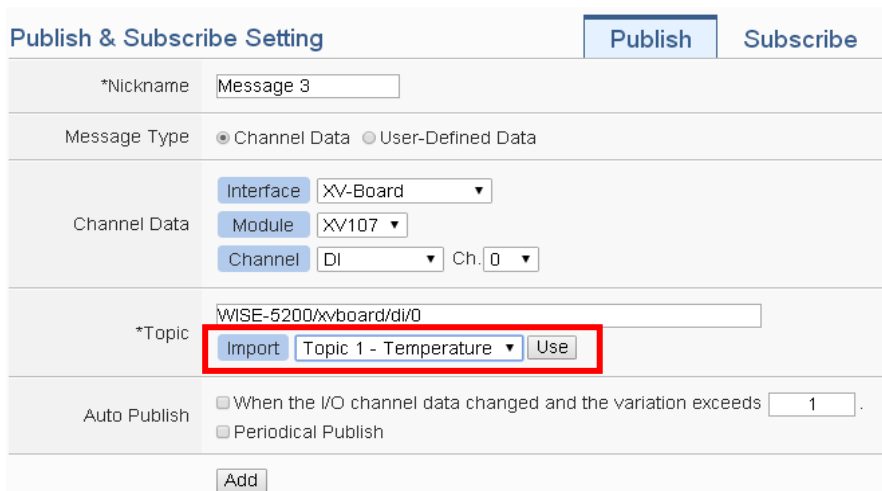 Publish & Subscribe Setting Publish Subscribe
*Nickname Message 3
Message Type Channel Data User-Defined Data
Interface XV-Board
Channel Data Module XV107
Channel DI Ch. 0
WISE-5200/xvboard/di/0
*Topic
Import Topic 1 - Temperature Use
When the I/O channel data changed and the variation exceeds 1 .
Auto Publish
Periodical Publish
Add